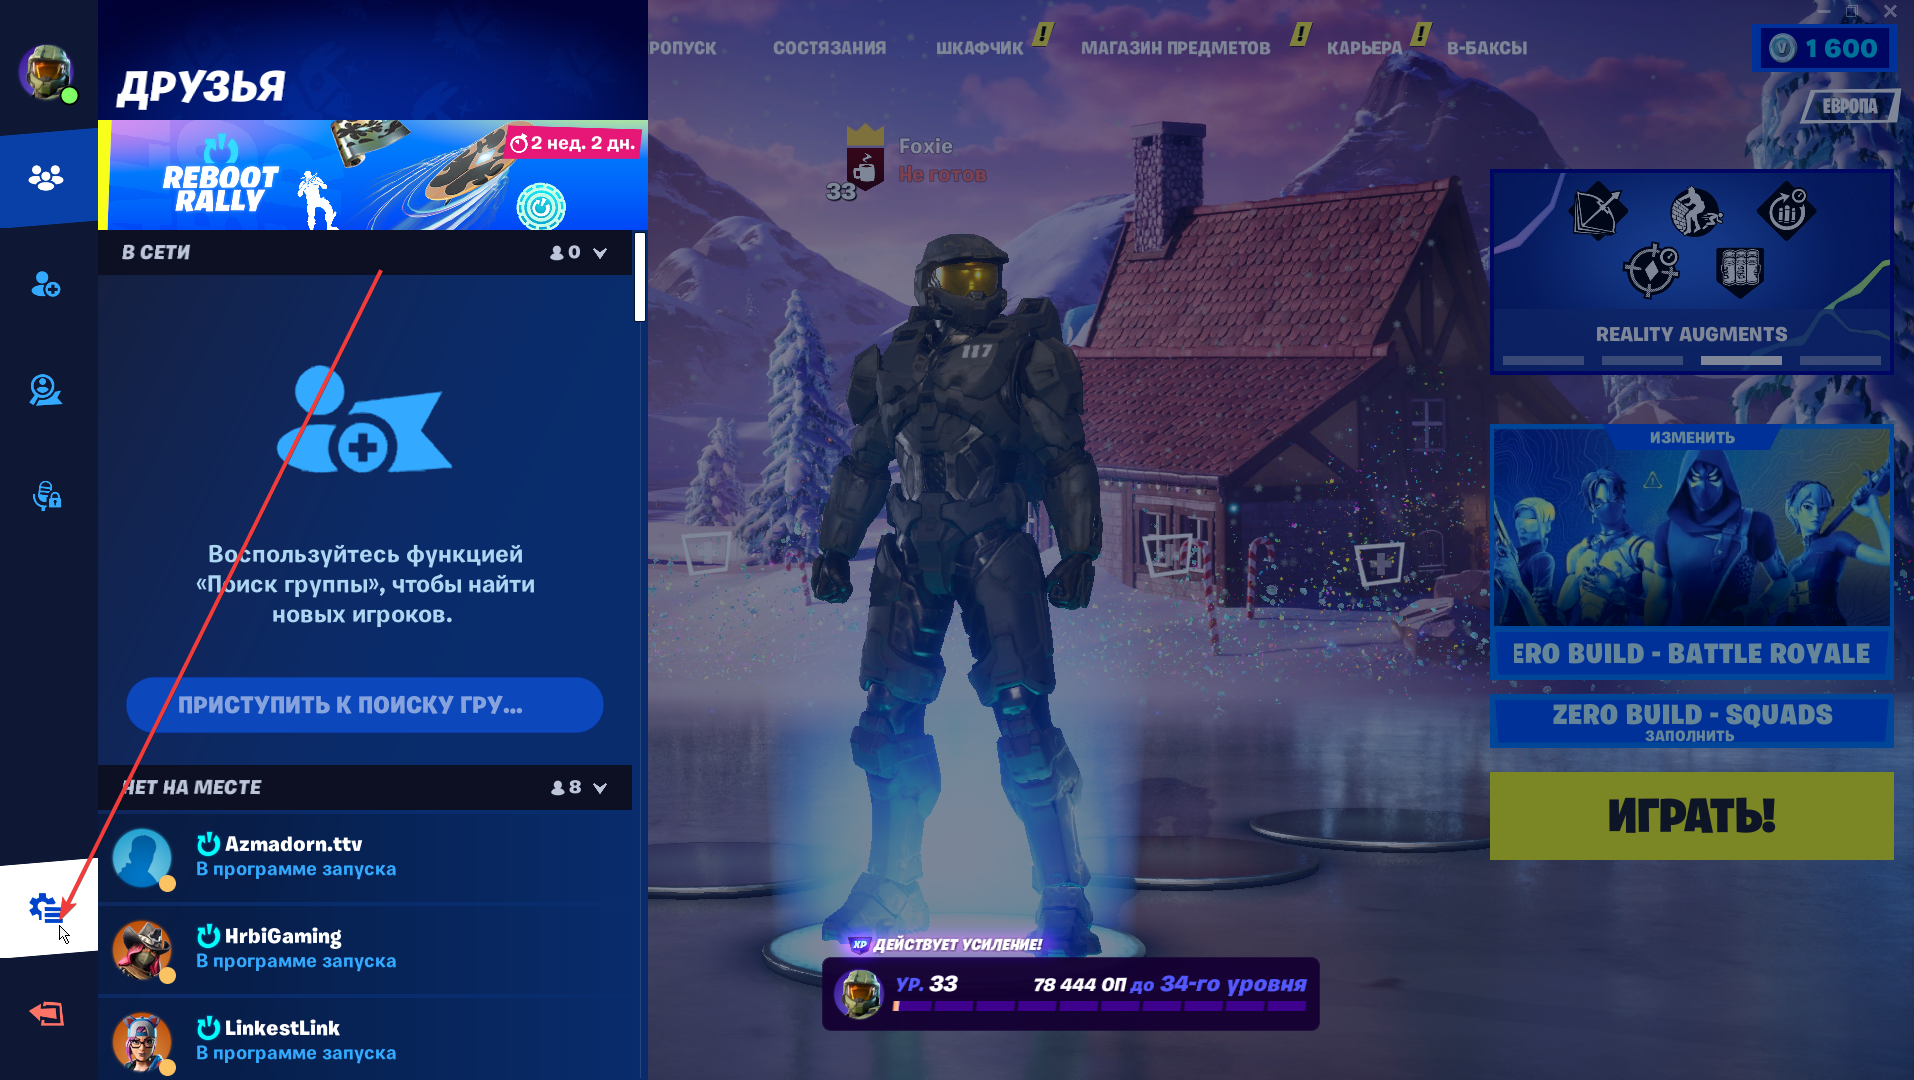 ДРУЗЬЯ
REBOOT
RALLY
2 нед. 2 дн.
В СЕТИ
0
Воспользуйтесь функцией
«Поиск группы», чтобы найти
новых игроков.
ПРИСТУПИТЬ К ПОИСКУ ГРУ...
НЕТ НА МЕСТЕ
8
Azmadorn.ttv
В программе запуска
HrbiGaming
В программе запуска
LinkestLink
В программе запуска
РОПУСК
СОСТЯЗАНИЯ
ШКАФЧИК
!
МАГАЗИН ПРЕДМЕТОВ
!
КАРЬЕРА
!
В-БАКСЫ
V
1 600
ЕВРОПА
Foxie
Не готов
33
117
REALITY AUGMENTS
ИЗМЕНИТЬ
ERO BUILD - BATTLE ROYALE
ZERO BUILD - SQUADS
ЗАПОЛНИТЬ
ИГРАТЬ!
XP ДЕЙСТВУЕТ УСИЛЕНИЕ!
УР. 33
78 444 ОП до 34-го уровня